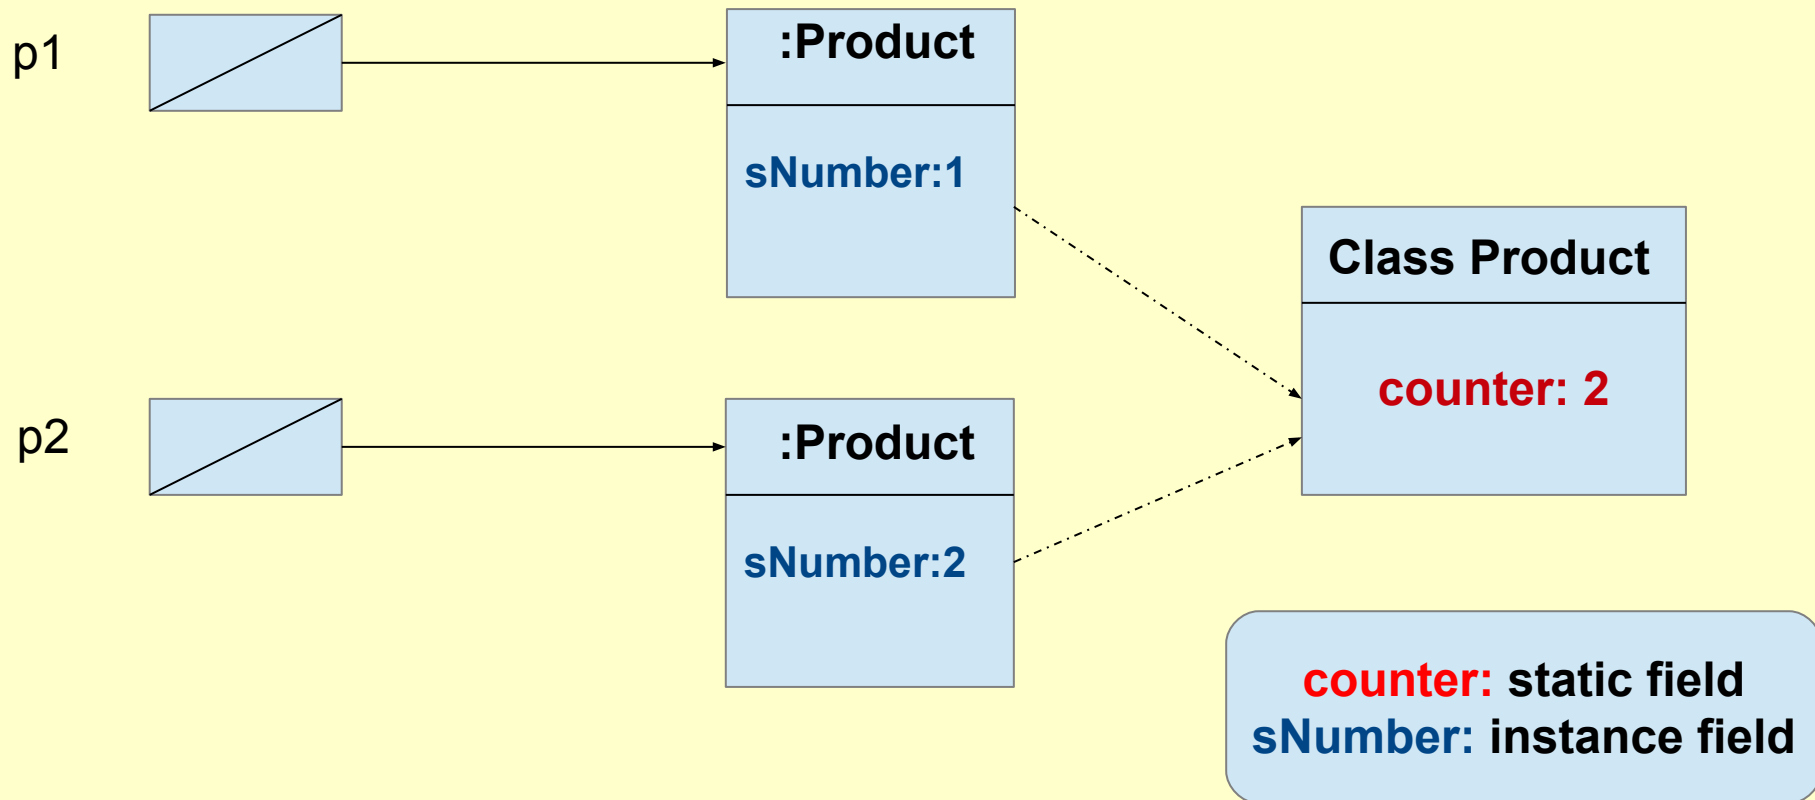 p1
:Product
sNumber:1
Class Product
counter: 2
p2
:Product
sNumber:2
counter: static field
sNumber: instance field